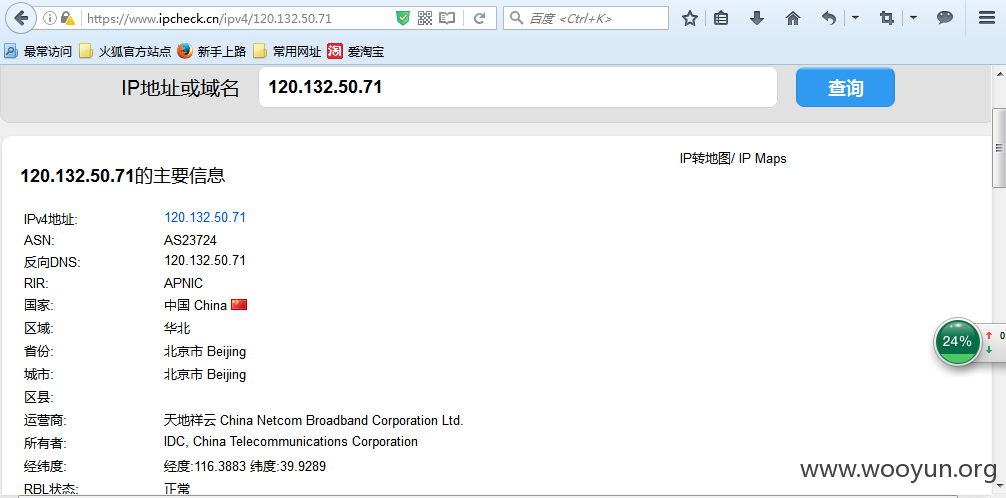 https://www.ipcheck.cn/ipv4/120.132.50.71
百度 <Ctrl+K>
最常访问 火狐官方站点 新手上路 常用网址 淘 爱淘宝
IP地址或域名 120.132.50.71 查询
IP转地图/ IP Maps
120.132.50.71的主要信息
IPv4地址: 120.132.50.71
ASN: AS23724
反向DNS: 120.132.50.71
RIR: APNIC
国家: 中国 China
区域: 华北
省份: 北京市 Beijing
24% 0
城市: 北京市 Beijing
区县:
运营商: 天地祥云 China Netcom Broadband Corporation Ltd.
所有者: IDC, China Telecommunications Corporation
经纬度: 经度:116.3883 纬度:39.9289
www.wooyun.org
RBL状态: 正常